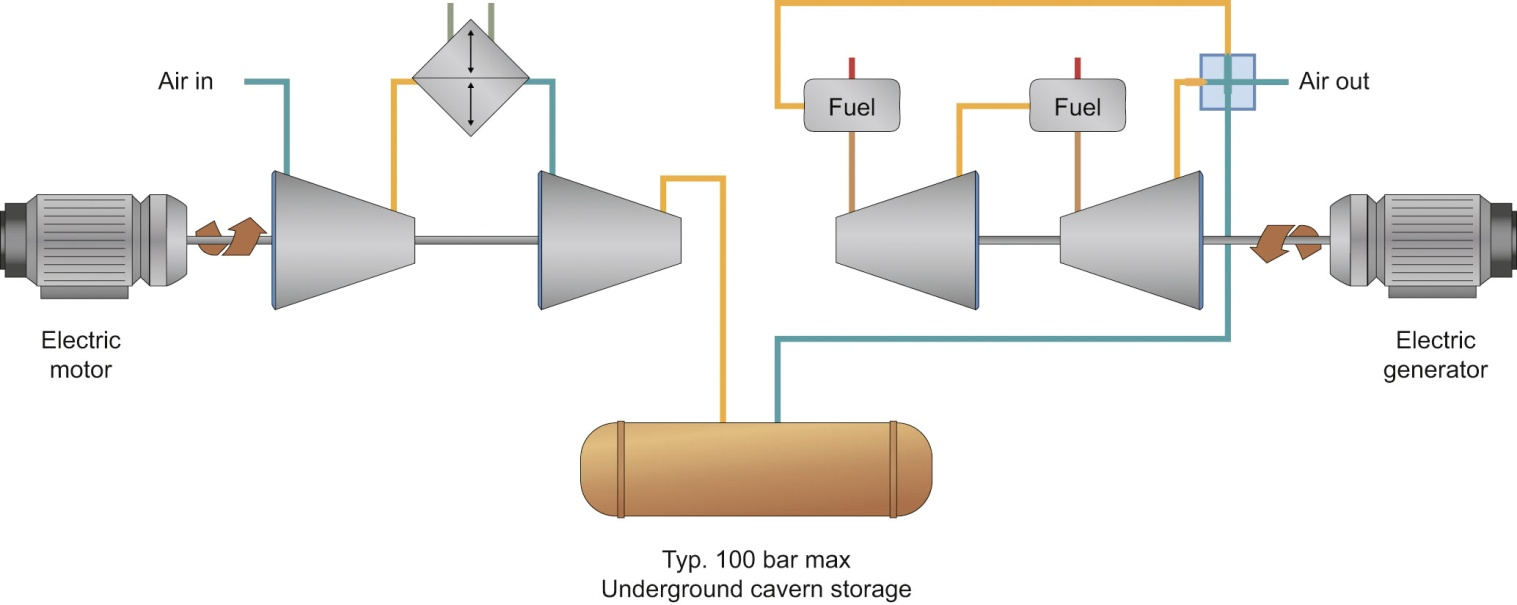 Air in
Fuel
Fuel
Air out
Electric
motor
Electric
generator
Typ. 100 bar max
Underground cavern storage